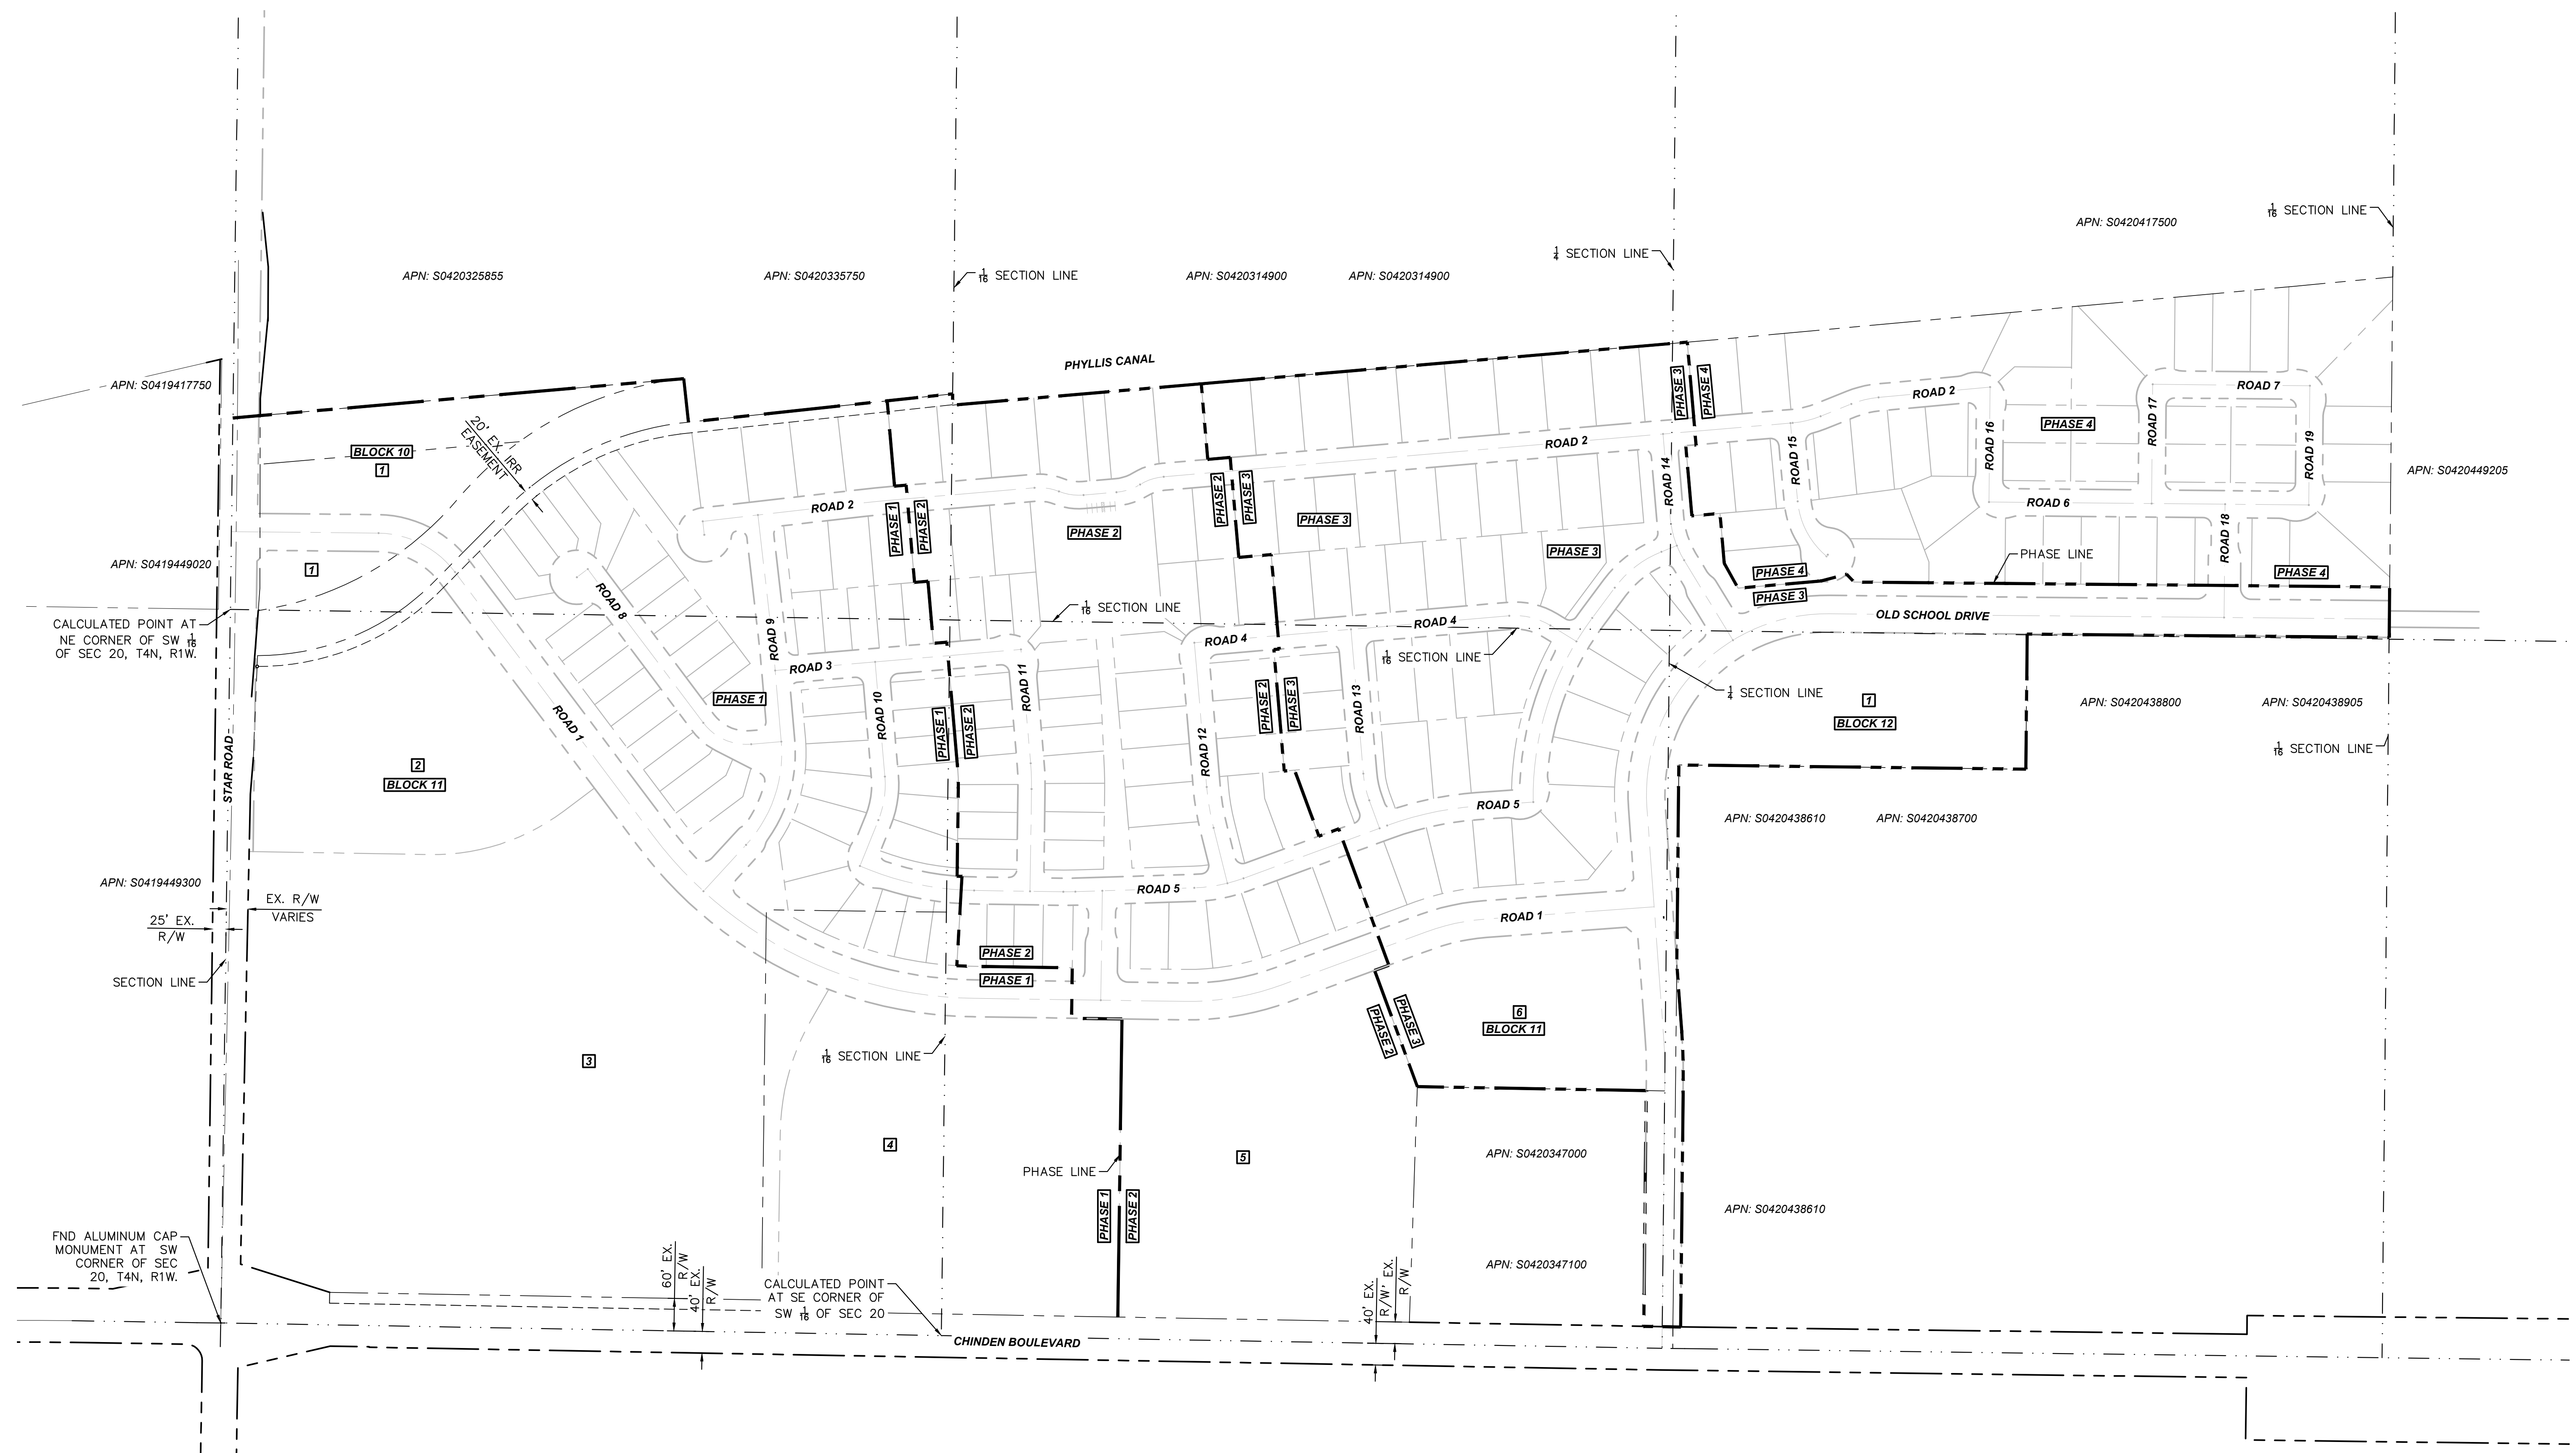 APN: S0420417500
1/16 SECTION LINE
1/4 SECTION LINE
APN: S0420325855
APN: S0420335750
1/16 SECTION LINE
APN: S0420314900
APN: S0420314900
PHYLLIS CANAL
APN: S0419417750
PHASE 3
PHASE 4
ROAD 7
ROAD 2
20' EX. IRR
EASEMENT
BLOCK 10
1
ROAD 17
PHASE 4
ROAD 16
ROAD 19
ROAD 2
ROAD 15
ROAD 14
APN: S0420449205
PHASE 2
PHASE 3
ROAD 2
PHASE 1
PHASE 2
PHASE 2
PHASE 3
ROAD 6
ROAD 18
PHASE 3
PHASE LINE
APN: S0419449020
1
PHASE 4
PHASE 3
PHASE 4
ROAD 8
1/16 SECTION LINE
OLD SCHOOL DRIVE
CALCULATED POINT AT
NE CORNER OF SW 1/16
OF SEC 20, T4N, R1W.
ROAD 9
ROAD 4
ROAD 4
ROAD 3
1/16 SECTION LINE
ROAD 11
PHASE 1
ROAD 10
PHASE 1
PHASE 2
PHASE 2
PHASE 3
ROAD 13
1/4 SECTION LINE
1
BLOCK 12
APN: S0420438800
APN: S0420438905
ROAD 1
ROAD 12
1/16 SECTION LINE
STAR ROAD
2
BLOCK 11
ROAD 5
APN: S0420438610
APN: S0420438700
APN: S0419449300
ROAD 5
EX. R/W
VARIES
25' EX.
R/W
ROAD 1
PHASE 2
PHASE 1
SECTION LINE
6
BLOCK 11
PHASE 2
PHASE 3
1/16 SECTION LINE
3
4
5
PHASE LINE
APN: S0420347000
PHASE 1
PHASE 2
APN: S0420438610
FND ALUMINUM CAP
MONUMENT AT SW
CORNER OF SEC
20, T4N, R1W.
60' EX.
R/W
40' EX.
R/W
CALCULATED POINT
AT SE CORNER OF
SW 1/16 OF SEC 20
APN: S0420347100
40' EX.
R/W' EX.
R/W
CHINDEN BOULEVARD